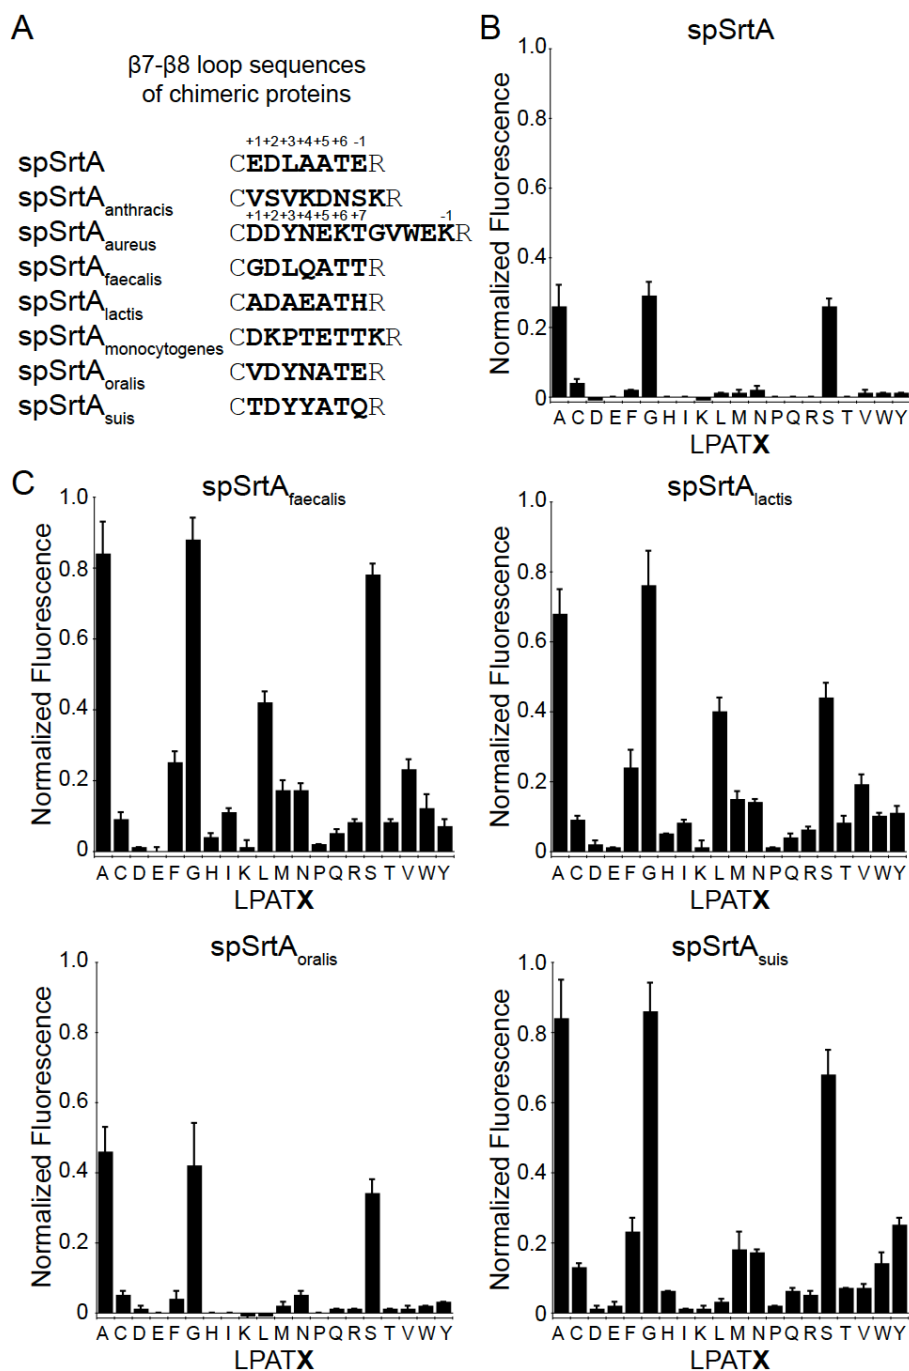 A
β7-β8 loop sequences
of chimeric proteins
+1+2+3+4+5+6 -1
spSrtA CEDLAATER
spSrtAanthracis CVSVKDNSKR
+1+2+3+4+5+6+7 -1
spSrtAaureus CDDYNEKTGVWEKR
spSrtAfaecalis CGDLQATTR
spSrtAlactis CADAEATHR
spSrtAmonocytogenes CDKPTETTKR
spSrtAoralis CVDYNATER
spSrtAsuis CTDYYATQR
B
spSrtA
Normalized Fluorescence
1.0
0.8
0.6
0.4
0.2
0
A C D E F G H I K L M N P Q R S T V W Y
LPATX
C
spSrtAfaecalis
Normalized Fluorescence
1.0
0.8
0.6
0.4
0.2
0
A C D E F G H I K L M N P Q R S T V W Y
LPATX
spSrtAlactis
Normalized Fluorescence
1.0
0.8
0.6
0.4
0.2
0
A C D E F G H I K L M N P Q R S T V W Y
LPATX
spSrtAoralis
Normalized Fluorescence
1.0
0.8
0.6
0.4
0.2
0
A C D E F G H I K L M N P Q R S T V W Y
LPATX
spSrtAsuis
Normalized Fluorescence
1.0
0.8
0.6
0.4
0.2
0
A C D E F G H I K L M N P Q R S T V W Y
LPATX